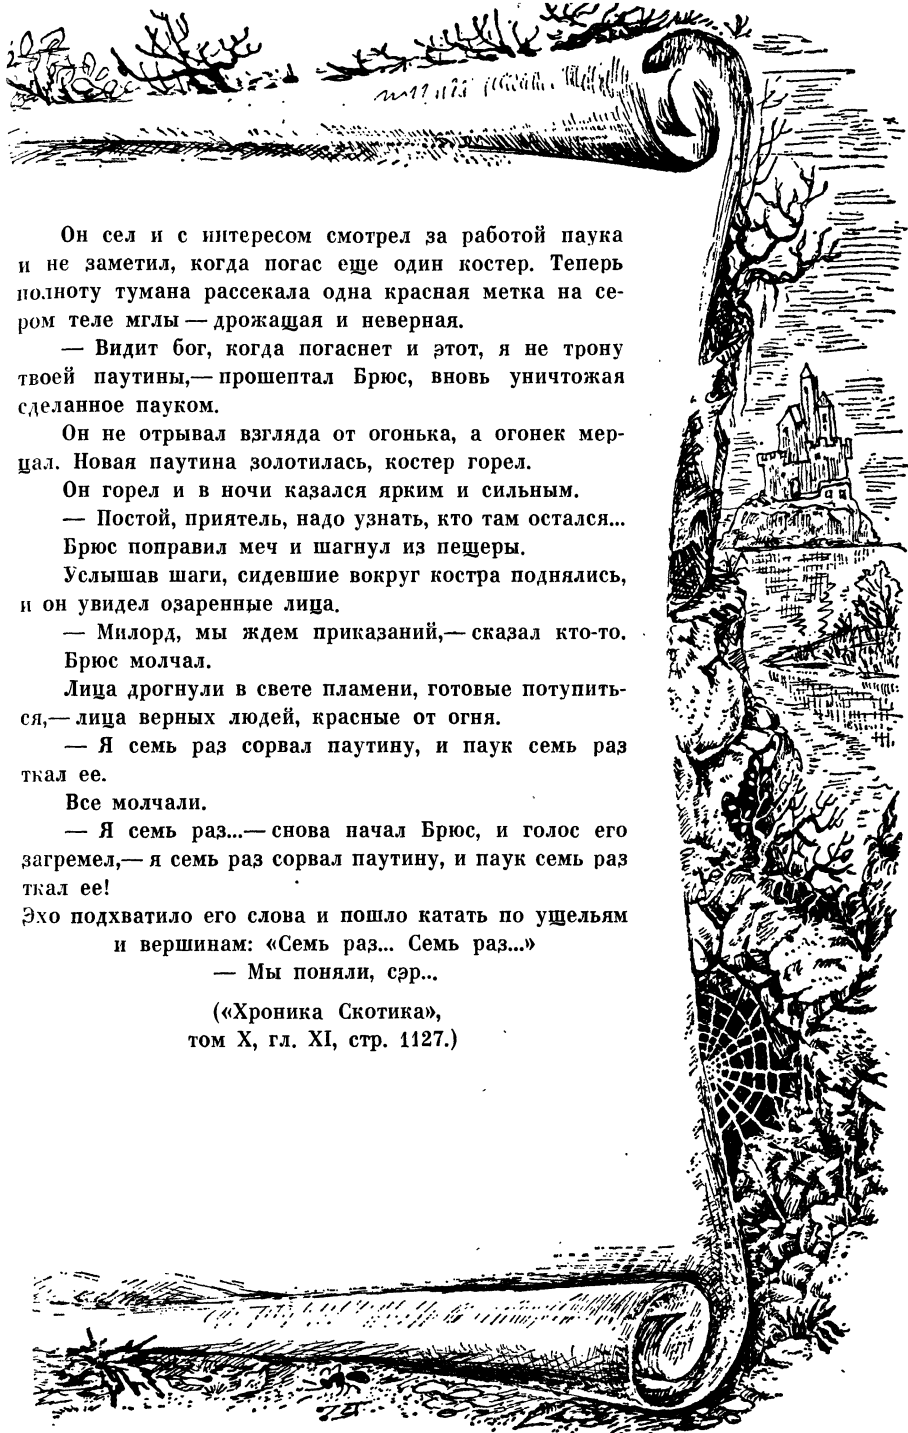 Он сел и с интересом смотрел за работой паука
и не заметил, когда погас еще один костер. Теперь
полноту тумана рассекала одна красная метка на се-
ром теле мглы — дрожащая и неверная.
— Видит бог, когда погаснет и этот, я не трону
твоей паутины,— прошептал Брюс, вновь уничтожая
сделанное пауком.
Он не отрывал взгляда от огонька, а огонек мер-
цал. Новая паутина золотилась, костер горел.
Он горел и в ночи казался ярким и сильным.
— Постой, приятель, надо узнать, кто там остался...
Брюс поправил меч и шагнул из пещеры.
Услышав шаги, сидевшие вокруг костра поднялись,
и он увидел озаренные лица.
— Милорд, мы ждем приказаний,— сказал кто-то.
Брюс молчал.
Лица дрогнули в свете пламени, готовые потупить-
ся,— лица верных людей, красные от огня.
— Я семь раз сорвал паутину, и паук семь раз
ткал ее.
Все молчали.
— Я семь раз...— снова начал Брюс, и голос его
загремел,— я семь раз сорвал паутину, и паук семь раз
ткал ее!
Эхо подхватило его слова и пошло катать по ущельям
и вершинам: «Семь раз... Семь раз...»
— Мы поняли, сэр...
(«Хроника Скотика»,
том X, гл. XI, стр. 1127.)